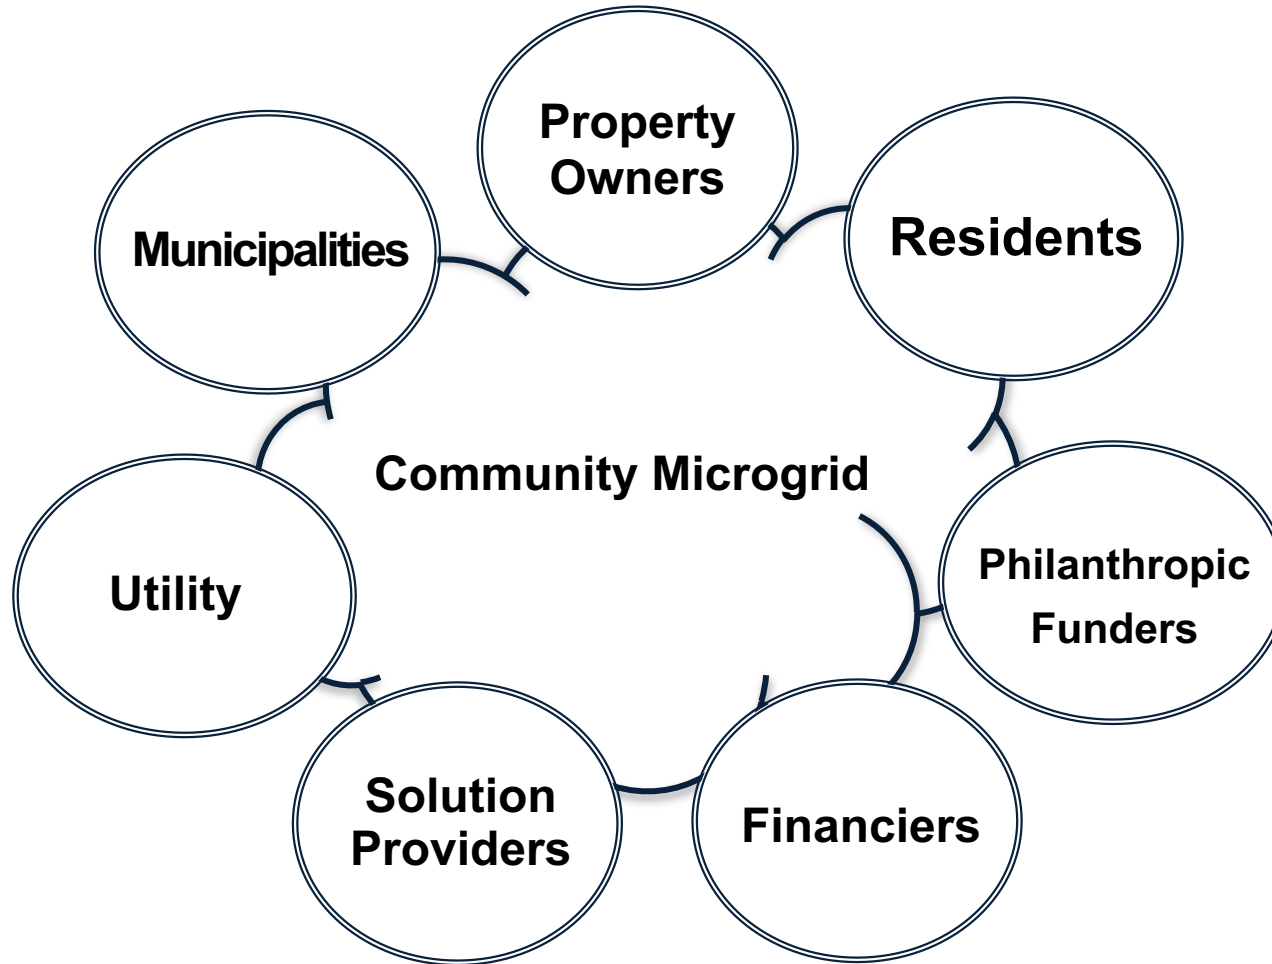 Property
Owners
Residents
Municipalities
Community Microgrid
Philanthropic
Funders
Utility
Solution
Providers
Financiers